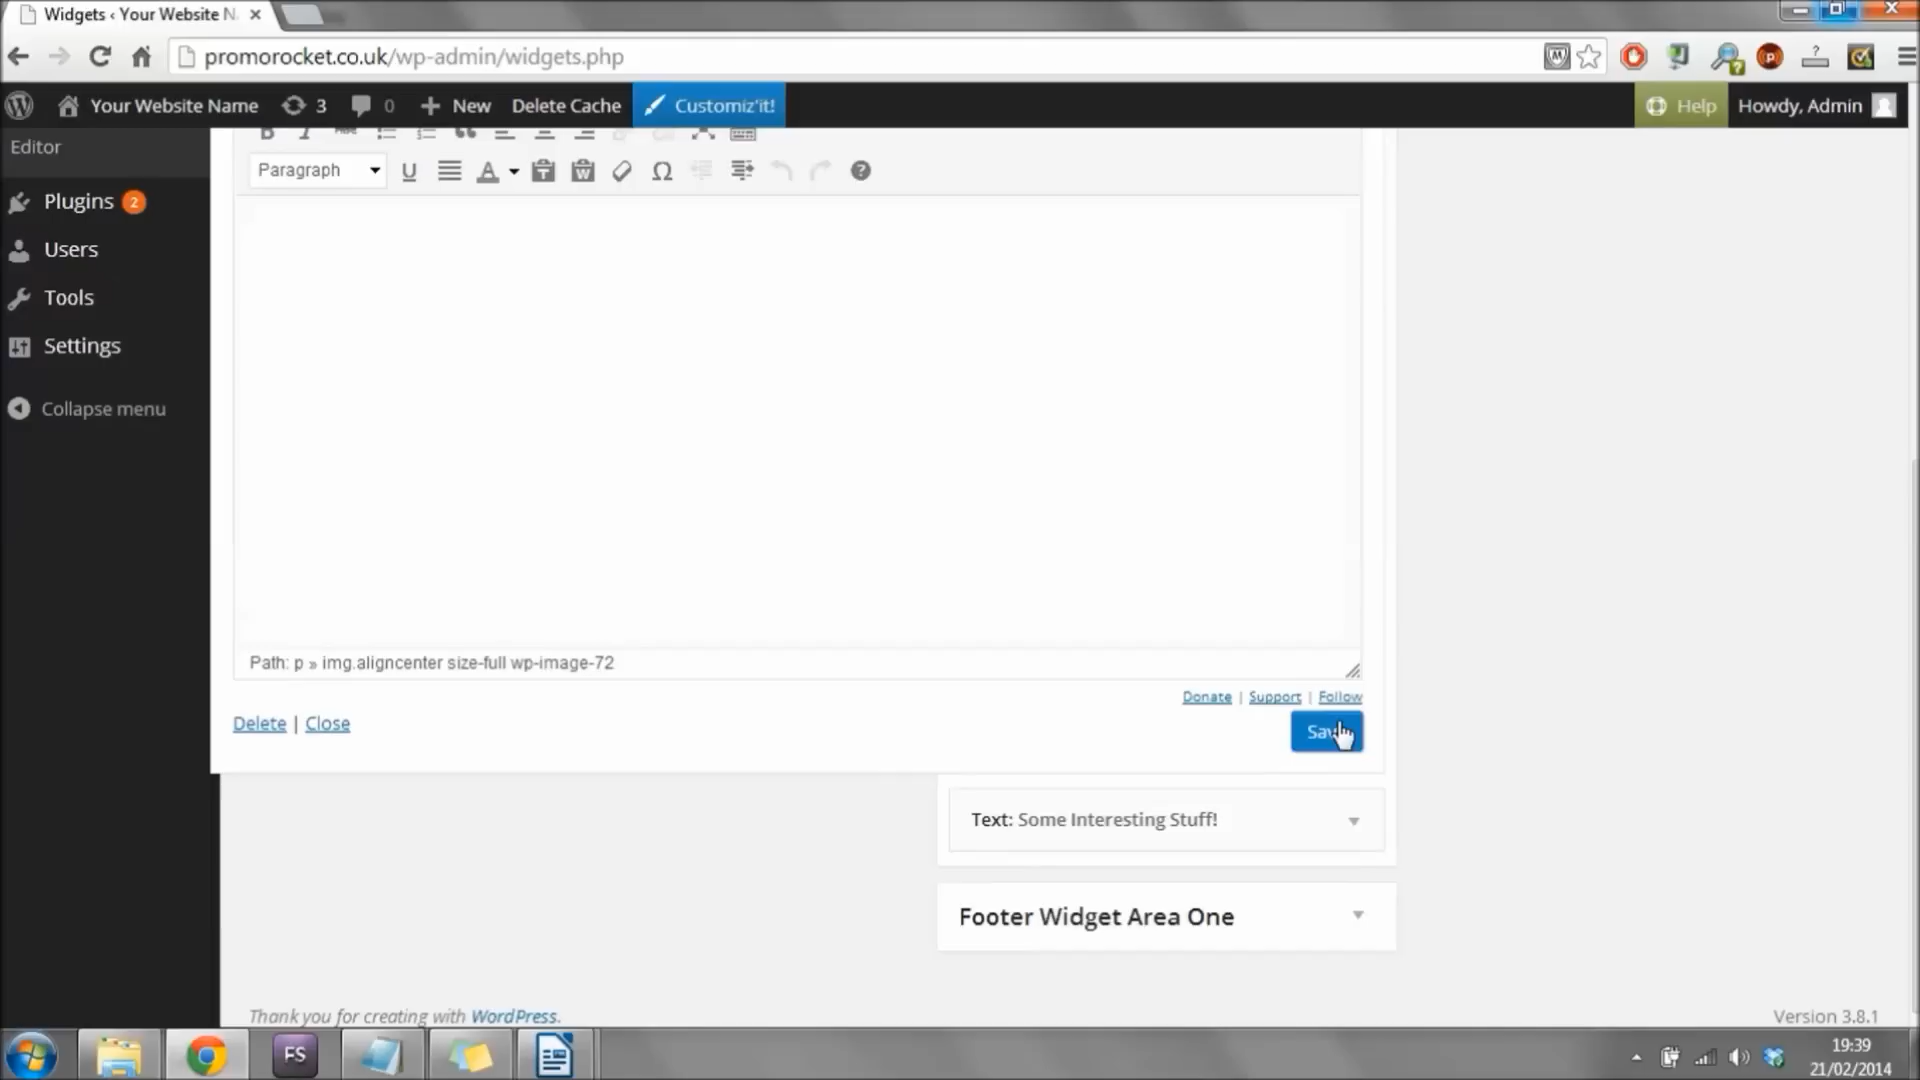 Widgets ‹ Your Website N
promorocket.co.uk/wp-admin/widgets.php
Your Website Name 3 0 New Delete Cache Customiz'it! Help Howdy, Admin
Editor
Plugins 2
Users
Tools
Settings
Collapse menu
Paragraph
Path: p » img.aligncenter size-full wp-image-72
Donate | Support | Follow
Delete | Close
Sav
Text: Some Interesting Stuff!
Footer Widget Area One
Thank you for creating with WordPress.
Version 3.8.1
FS
19:39
21/02/2014